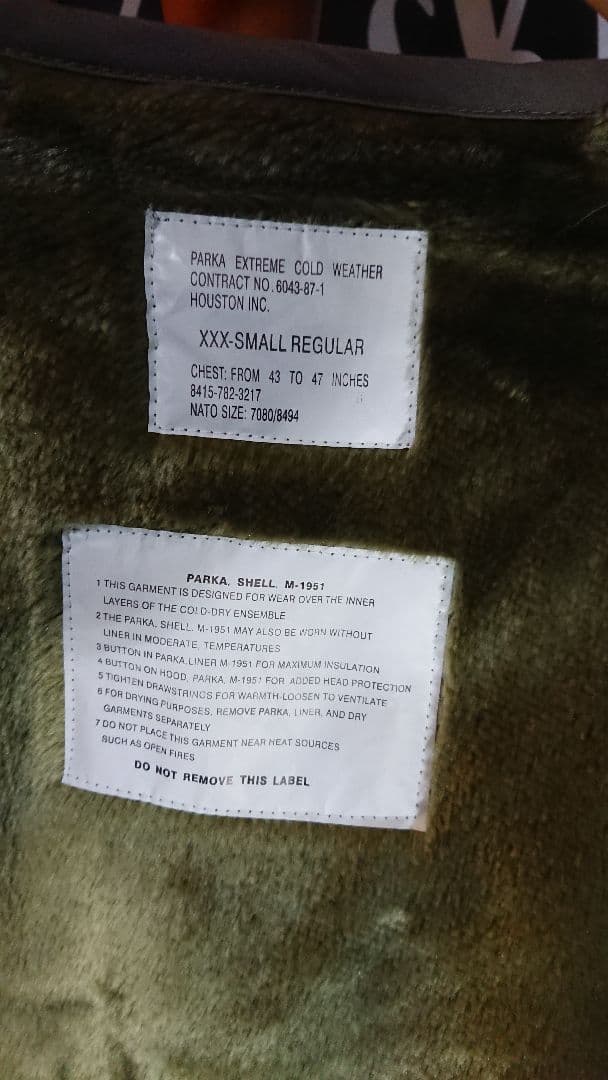 PARKA EXTREME COLD WEATHER
CONTRACT NO. 6043-87-1
HOUSTON INC.
XXX-SMALL REGULAR
CHEST: FROM 43 TO 47 INCHES
8415-782-3217
NATO SIZE: 7080/8494
PARKA, SHELL, M-1951
1 THIS GARMENT IS DESIGNED FOR WEAR OVER THE INNER
LAYERS OF THE COLD-DRY ENSEMBLE
2 THE PARKA, SHELL, M-1951 MAY ALSO BE WORN WITHOUT
LINER IN MODERATE, TEMPERATURES
3 BUTTON IN PARKA, LINER M-1951 FOR MAXIMUM INSULATION
4 BUTTON ON HOOD, PARKA, M-1951 FOR ADDED HEAD PROTECTION
5 TIGHTEN DRAWSTRINGS FOR WARMTH-LOOSEN TO VENTILATE
6 FOR DRYING PURPOSES, REMOVE PARKA, LINER, AND DRY
GARMENTS SEPARATELY
7 DO NOT PLACE THIS GARMENT NEAR HEAT SOURCES
SUCH AS OPEN FIRES
DO NOT REMOVE THIS LABEL